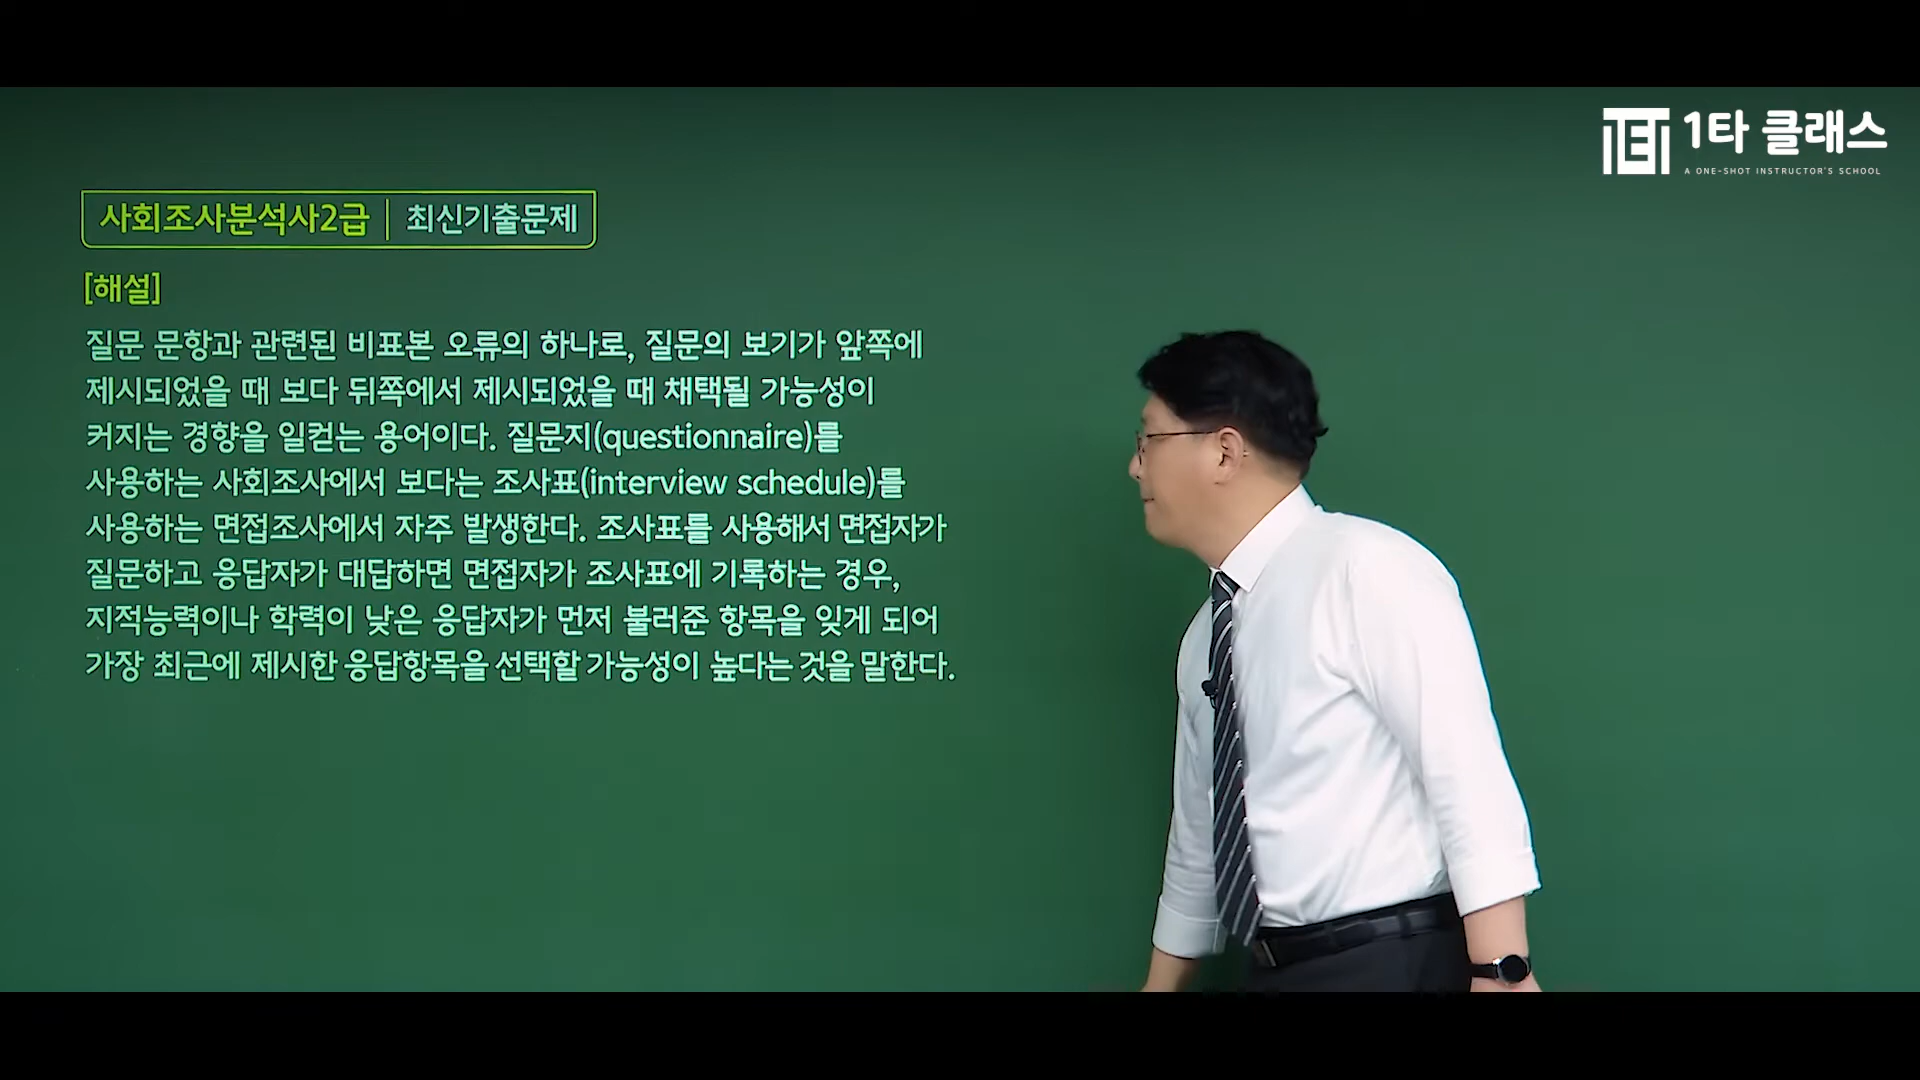 1타 클래스
A ONE-SHOT INSTRUCTOR'S SCHOOL
사회조사분석사2급 | 최신기출문제
[해설]
질문 문항과 관련된 비표본 오류의 하나로, 질문의 보기가 앞쪽에
제시되었을 때 보다 뒤쪽에서 제시되었을 때 채택될 가능성이
커지는 경향을 일컫는 용어이다. 질문지(questionnaire)를
사용하는 사회조사에서 보다는 조사표(interview schedule)를
사용하는 면접조사에서 자주 발생한다. 조사표를 사용해서 면접자가
질문하고 응답자가 대답하면 면접자가 조사표에 기록하는 경우,
지적능력이나 학력이 낮은 응답자가 먼저 불러준 항목을 잊게 되어
가장 최근에 제시한 응답항목을 선택할 가능성이 높다는 것을 말한다.